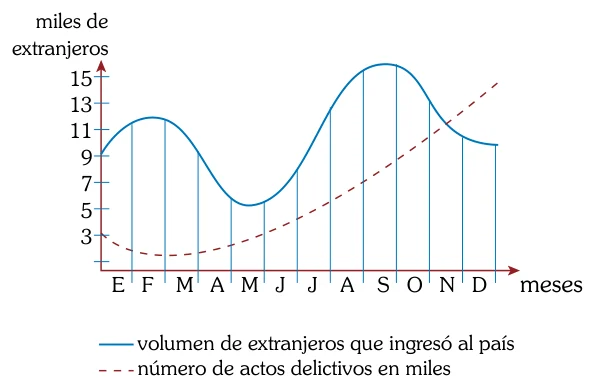 miles de
extranjeros
15
13
11
9
7
5
3
E F M A M J J A S O N D meses
volumen de extranjeros que ingresó al país
número de actos delictivos en miles